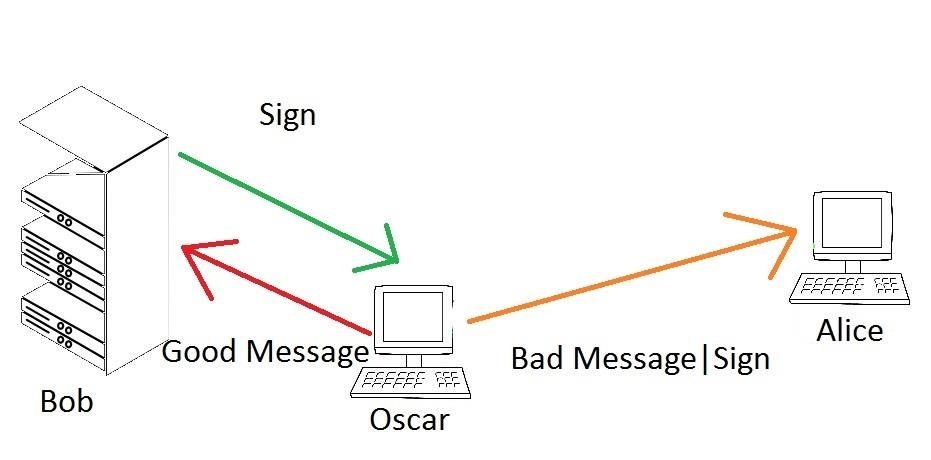 Sign
Good Message
Bad Message|Sign
Alice
Bob
Oscar